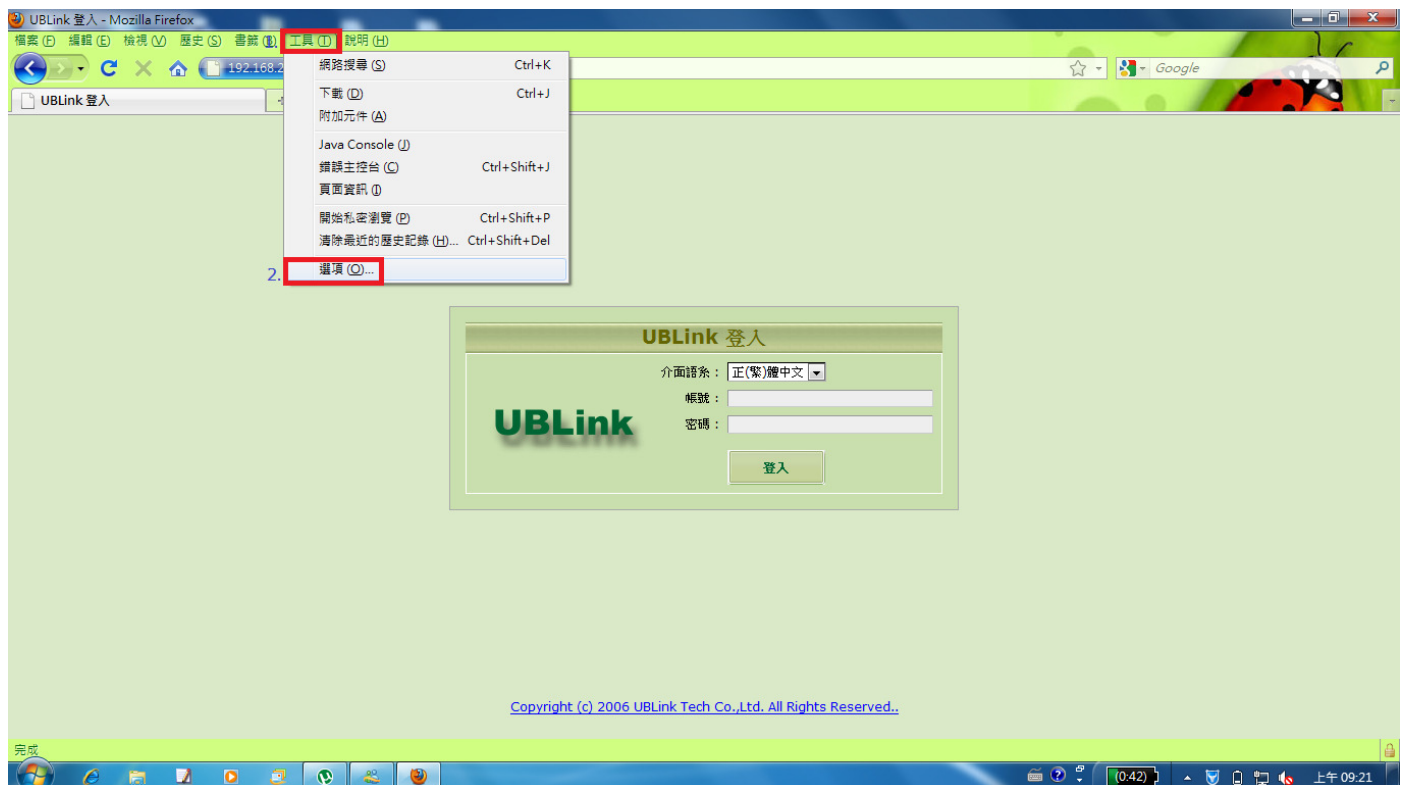 UBLink 登入 - Mozilla Firefox
檔案(F) 編輯(E) 檢視(V) 歷史(S) 書籤(B) 工具(T) 說明(H)
192.168.2
Google
UBLink 登入
網路搜尋(S) Ctrl+K
下載(D) Ctrl+J
附加元件(A)
Java Console (J)
錯誤主控台(C) Ctrl+Shift+J
頁面資訊(I)
開始私密瀏覽(P) Ctrl+Shift+P
清除最近的歷史記錄(H)... Ctrl+Shift+Del
2. 選項(O)...
UBLink 登入
介面語系： 正(繁)體中文
帳號：
UBLink
密碼：
登入
Copyright (c) 2006 UBLink Tech Co.,Ltd. All Rights Reserved..
完成
(0:42) 上午 09:21